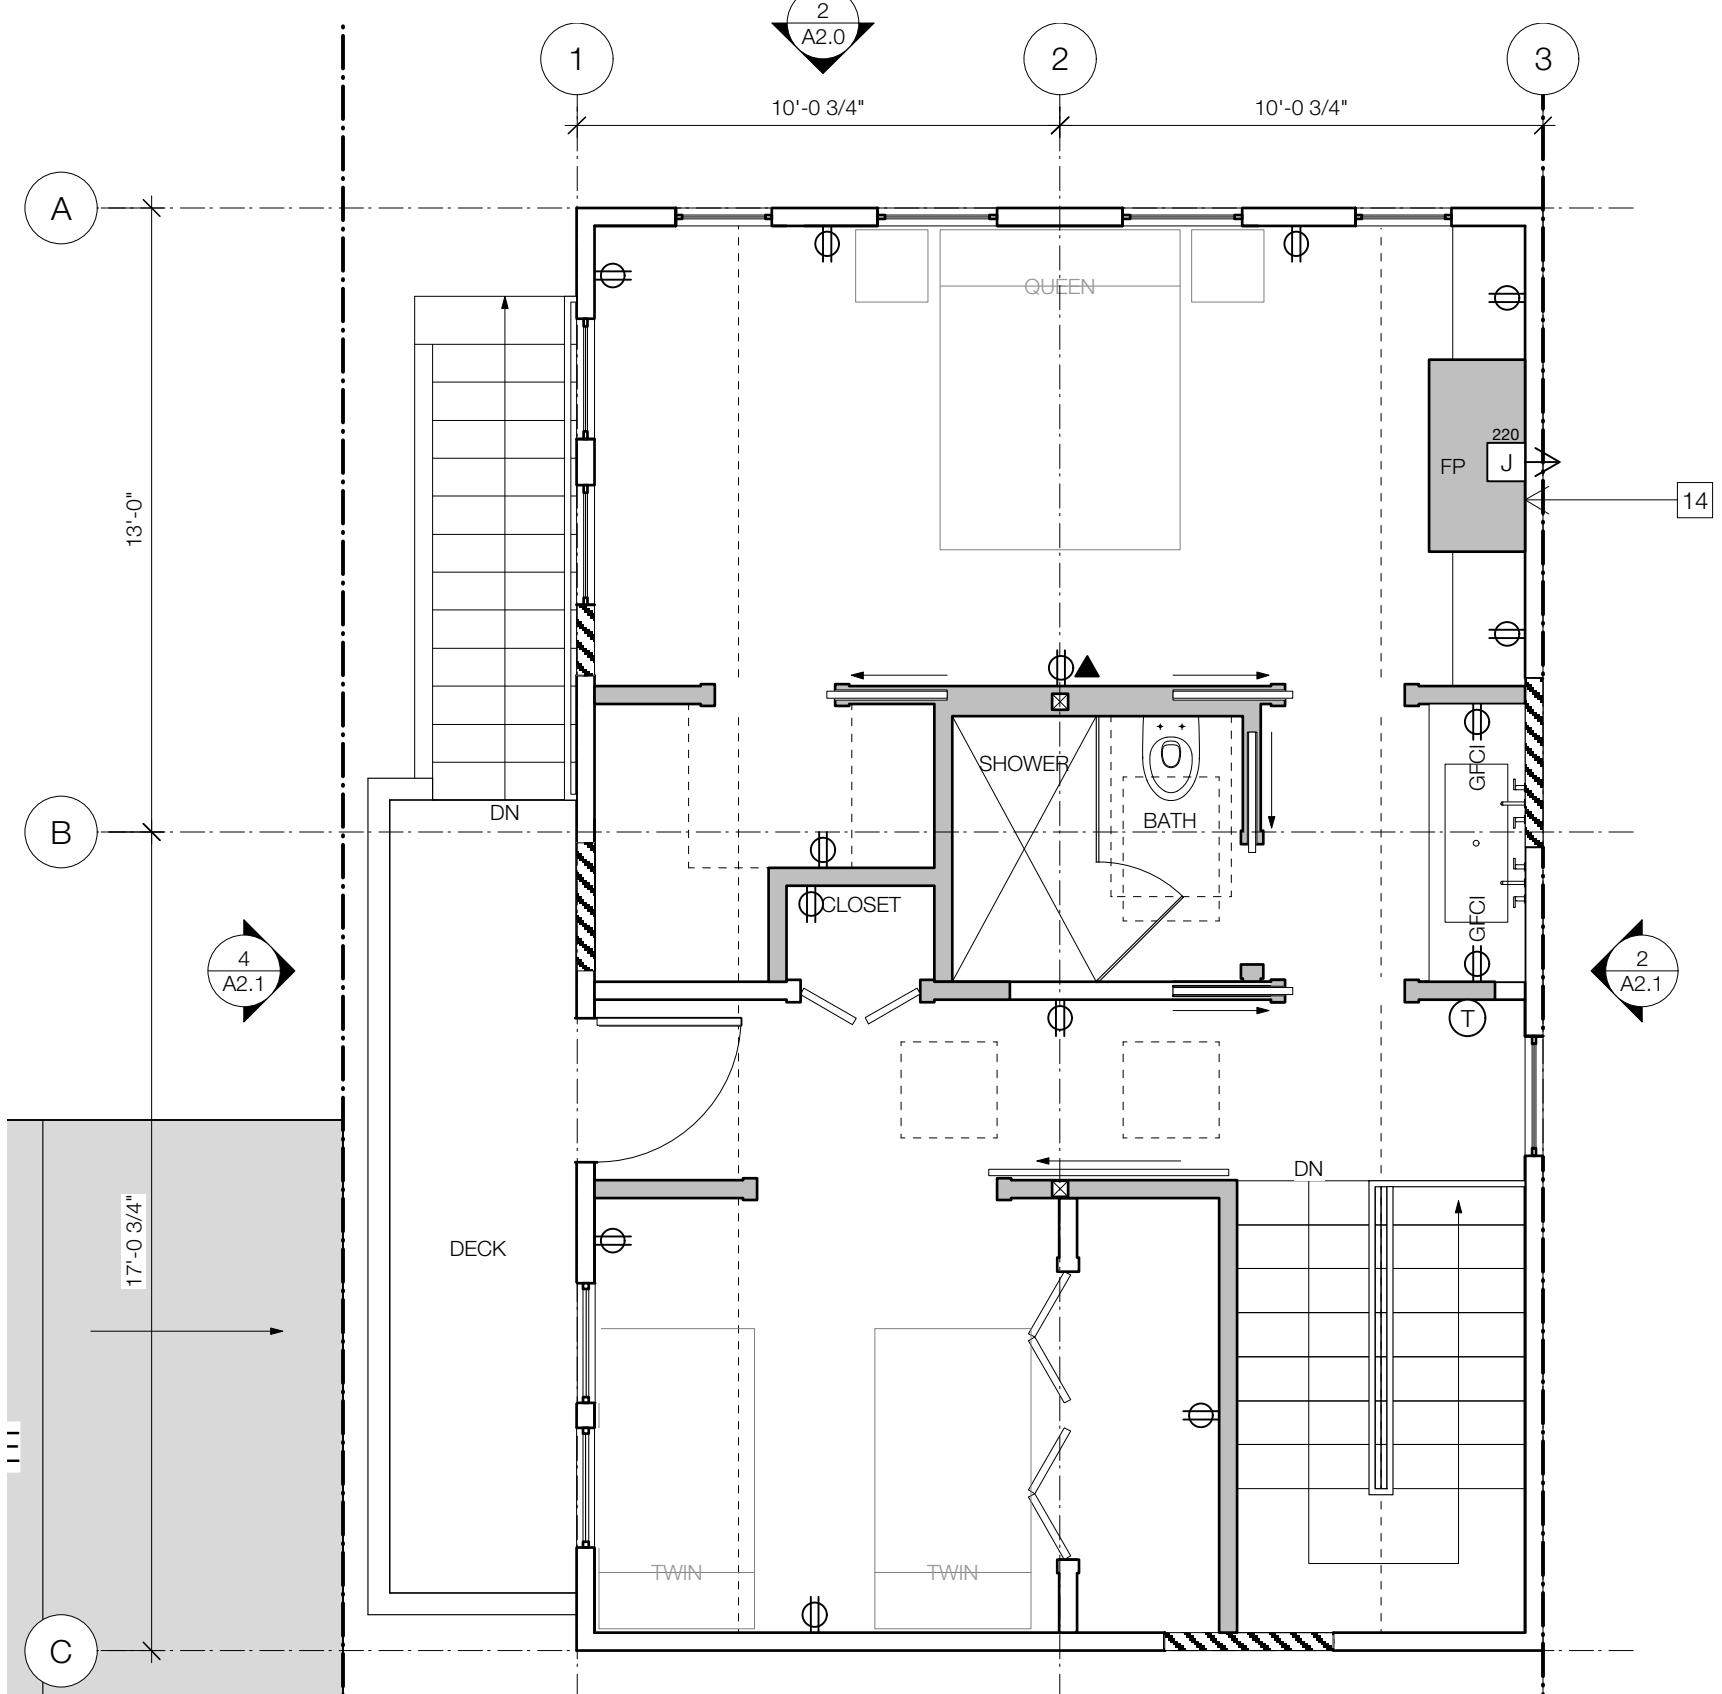 2
A2.0
1
2
3
10'-0 3/4"
10'-0 3/4"
A
QUEEN
220
J
FP
14
13'-0"
SHOWER
GFCI
DN
BATH
B
CLOSET
GFCI
4
A2.1
2
A2.1
T
DN
17'-0 3/4"
DECK
TWIN
TWIN
C